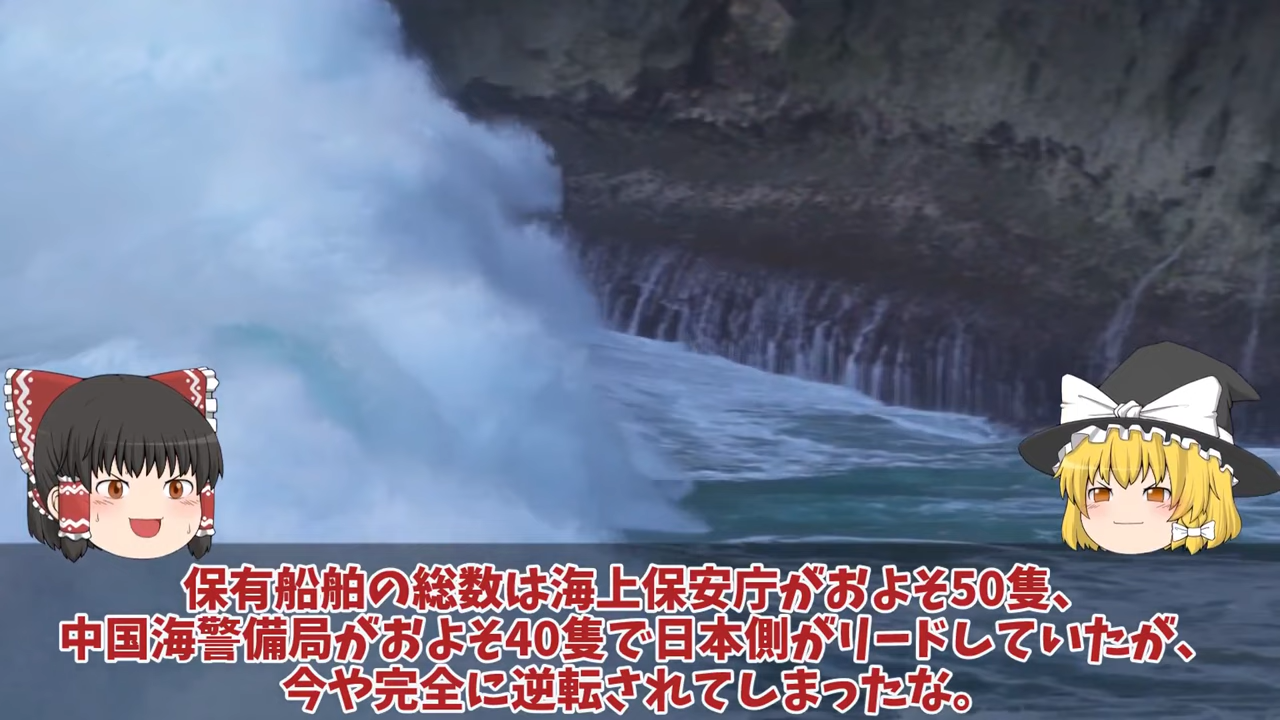 保有船舶の総数は海上保安庁がおよそ50隻、
中国海警備局がおよそ40隻で日本側がリードしていたが、
今や完全に逆転されてしまったな。